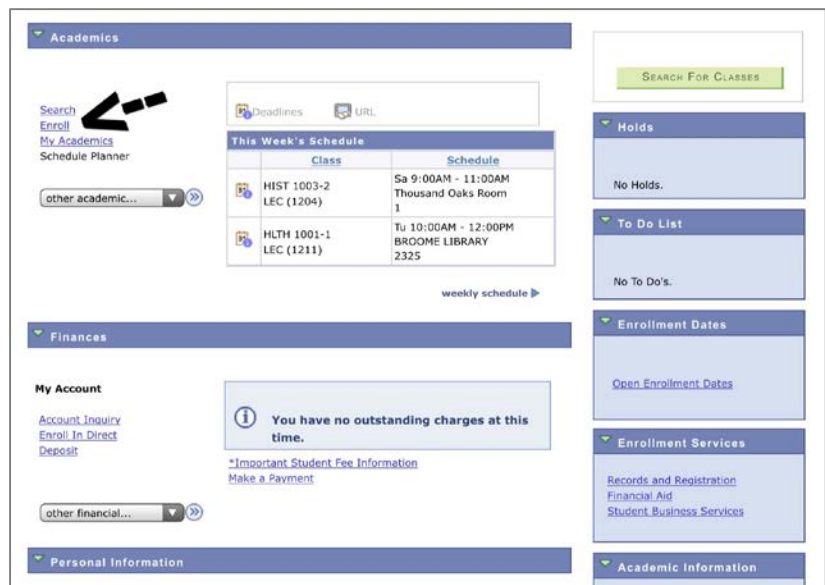 Academics
Search
Enroll
My Academics
Schedule Planner
other academic...
Deadlines URL
This Week's Schedule
Class Schedule
HIST 1003-2
LEC (1204)
Sa 9:00AM - 11:00AM
Thousand Oaks Room
1
HLTH 1001-1
LEC (1211)
Tu 10:00AM - 12:00PM
BROOME LIBRARY
2325
weekly schedule
Finances
My Account
Account Inquiry
Enroll In Direct
Deposit
other financial...
You have no outstanding charges at this
time.
*Important Student Fee Information
Make a Payment
Personal Information
SEARCH FOR CLASSES
Holds
No Holds.
To Do List
No To Do's.
Enrollment Dates
Open Enrollment Dates
Enrollment Services
Records and Registration
Financial Aid
Student Business Services
Academic Information